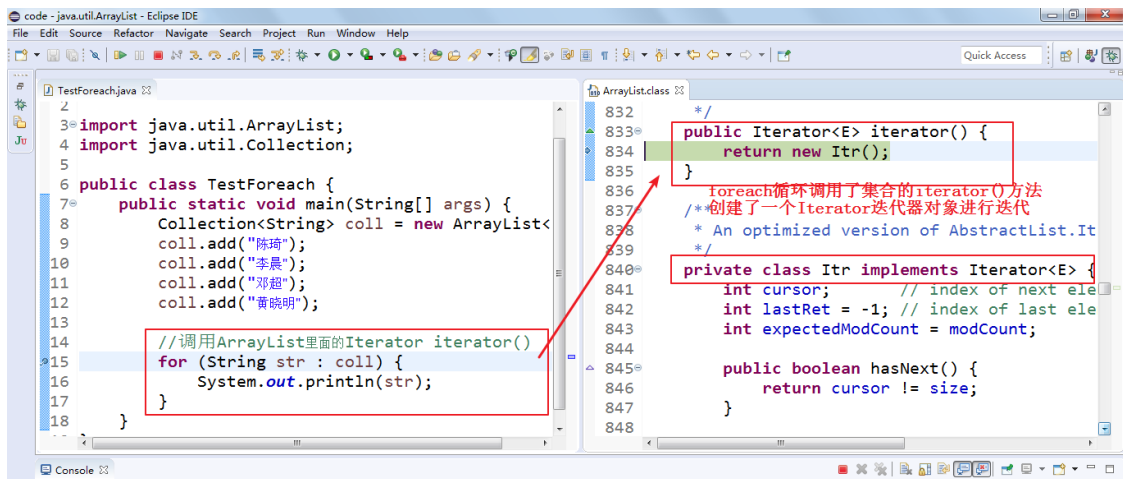 code - java.util.ArrayList - Eclipse IDE
File Edit Source Refactor Navigate Search Project Run Window Help
Quick Access
TestForeach.java
2
3 import java.util.ArrayList;
4 import java.util.Collection;
5
6 public class TestForeach {
7 public static void main(String[] args) {
8 Collection<String> coll = new ArrayList<
9 coll.add("陈琦");
10 coll.add("李晨");
11 coll.add("邓超");
12 coll.add("黄晓明");
13
14 //调用ArrayList里面的Iterator iterator()
15 for (String str : coll) {
16 System.out.println(str);
17 }
18 }
ArrayList.class
832 */
833 public Iterator<E> iterator() {
834 return new Itr();
835 }
836
foreach循环调用了集合的iterator()方法
创建了一个Iterator迭代器对象进行迭代
837 /**
838 * An optimized version of AbstractList.It
839 */
840 private class Itr implements Iterator<E> {
841 int cursor; // index of next ele
842 int lastRet = -1; // index of last ele
843 int expectedModCount = modCount;
844
845 public boolean hasNext() {
846 return cursor != size;
847 }
848
Console